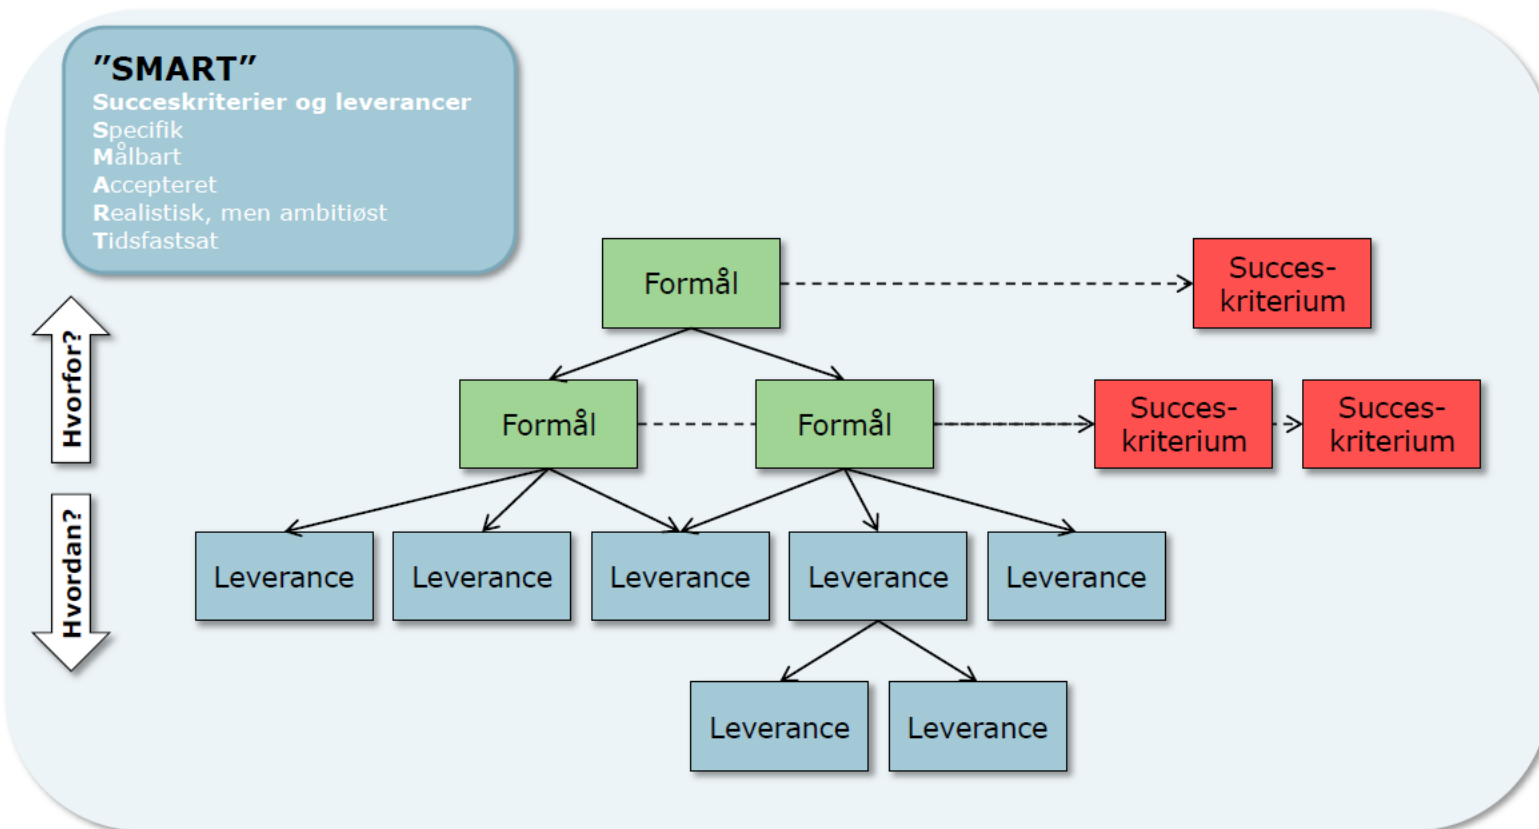 ”SMART”
Succeskriterier og leverancer
Specifik
Målbart
Accepteret
Realistisk, men ambitiøst
Tidsfastsat
Hvorfor?
Hvordan?
Formål
Succes-
kriterium
Formål
Formål
Succes-
kriterium
Succes-
kriterium
Leverance
Leverance
Leverance
Leverance
Leverance
Leverance
Leverance